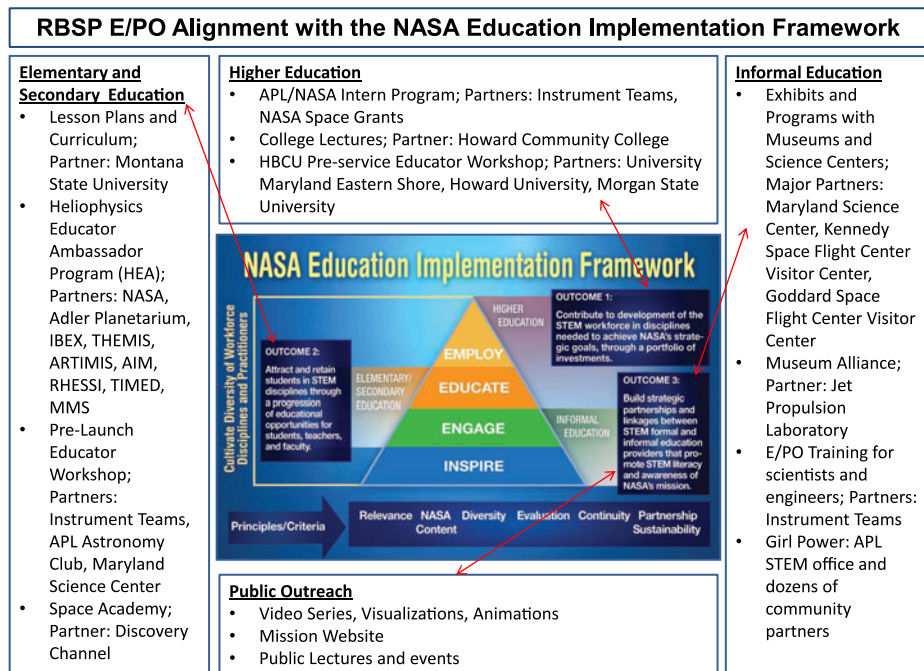 RBSP E/PO Alignment with the NASA Education Implementation Framework
Elementary and
Secondary Education
• Lesson Plans and
Curriculum;
Partner: Montana
State University
• Heliophysics
Educator
Ambassador
Program (HEA);
Partners: NASA,
Adler Planetarium,
IBEX, THEMIS,
ARTIMIS, AIM,
RHESSI, TIMED,
MMS
• Pre-Launch
Educator
Workshop;
Partners:
Instrument Teams,
APL Astronomy
Club, Maryland
Science Center
• Space Academy;
Partner: Discovery
Channel
Higher Education
• APL/NASA Intern Program; Partners: Instrument Teams,
NASA Space Grants
• College Lectures; Partner: Howard Community College
• HBCU Pre-service Educator Workshop; Partners: University
Maryland Eastern Shore, Howard University, Morgan State
University
NASA Education Implementation Framework
Cultivate Diversity of Workforce
Disciplines and Practitioners
OUTCOME 2:
Attract and retain
students in STEM
disciplines through
a progression
of educational
opportunities for
students, teachers,
and faculty.
ELEMENTARY/
SECONDARY
EDUCATION
EMPLOY
EDUCATE
ENGAGE
INSPIRE
HIGHER
EDUCATION
OUTCOME 1:
Contribute to development of the
STEM workforce in disciplines
needed to achieve NASA's strate-
gic goals, through a portfolio of
investments.
INFORMAL
EDUCATION
OUTCOME 3:
Build strategic
partnerships and
linkages between
STEM formal and
informal education
providers that pro-
mote STEM literacy
and awareness of
NASA's mission.
Principles/Criteria
Relevance NASA Diversity Evaluation Continuity Partnership
Content Sustainability
Public Outreach
• Video Series, Visualizations, Animations
• Mission Website
• Public Lectures and events
Informal Education
• Exhibits and
Programs with
Museums and
Science Centers;
Major Partners:
Maryland Science
Center, Kennedy
Space Flight Center
Visitor Center,
Goddard Space
Flight Center Visitor
Center
• Museum Alliance;
Partner: Jet
Propulsion
Laboratory
• E/PO Training for
scientists and
engineers; Partners:
Instrument Teams
• Girl Power: APL
STEM office and
dozens of
community
partners